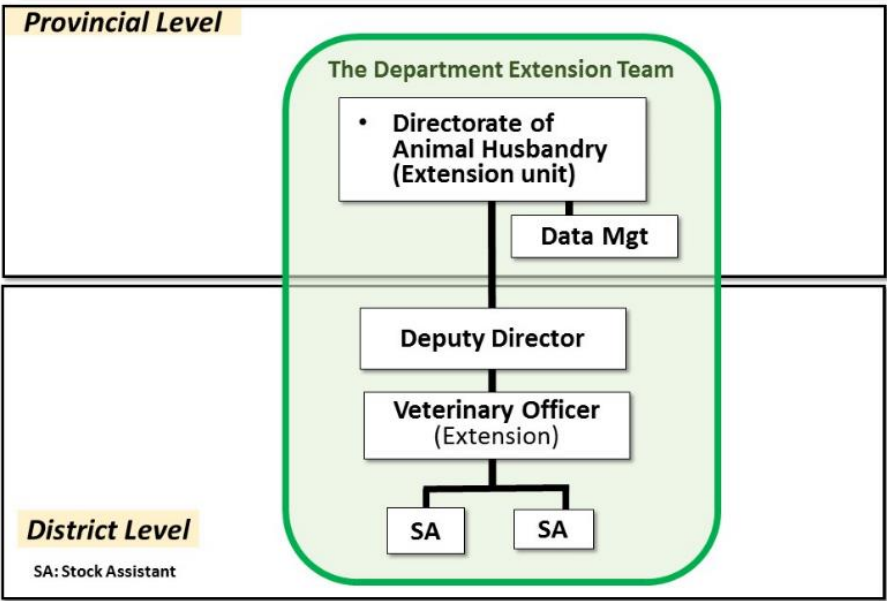 Provincial Level
The Department Extension Team
• Directorate of
Animal Husbandry
(Extension unit)
Data Mgt
Deputy Director
Veterinary Officer
(Extension)
SA
SA
District Level
SA: Stock Assistant